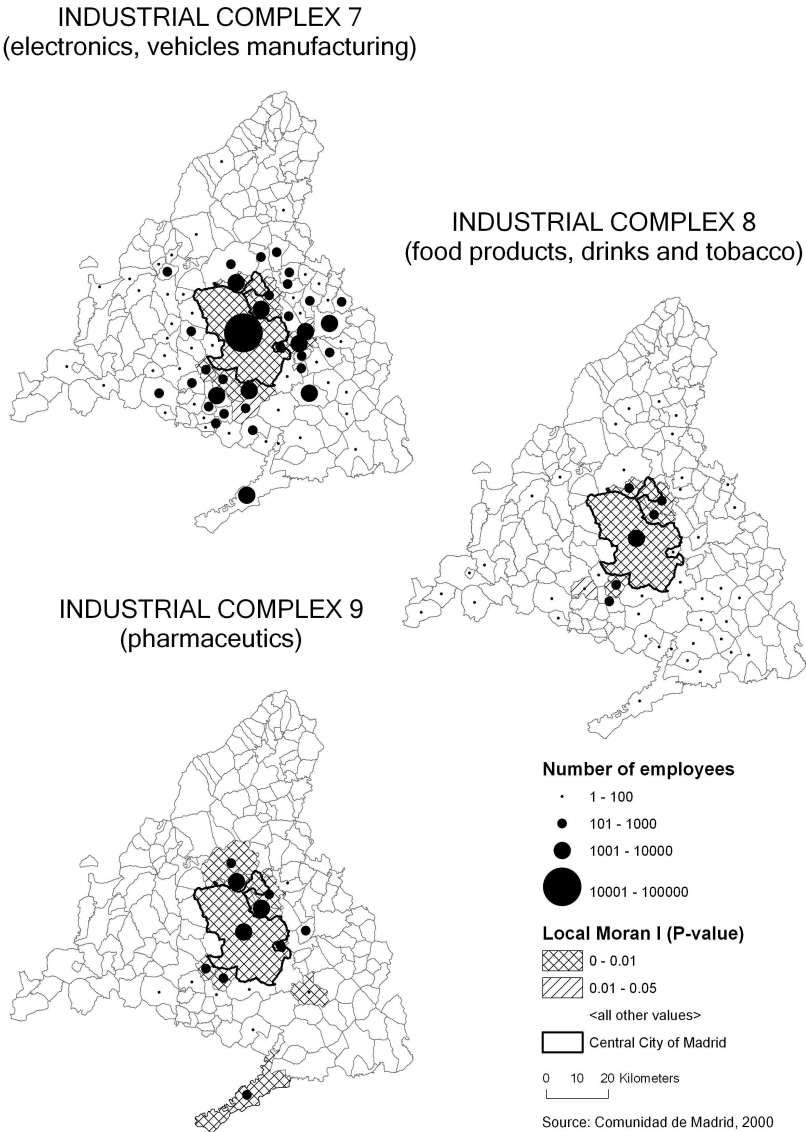 INDUSTRIAL COMPLEX 7
(electronics, vehicles manufacturing)
INDUSTRIAL COMPLEX 8
(food products, drinks and tobacco)
INDUSTRIAL COMPLEX 9
(pharmaceutics)
Number of employees
1 - 100
101 - 1000
1001 - 10000
10001 - 100000
Local Moran I (P-value)
0 - 0.01
0.01 - 0.05
<all other values>
Central City of Madrid
0 10 20 Kilometers
Source: Comunidad de Madrid, 2000